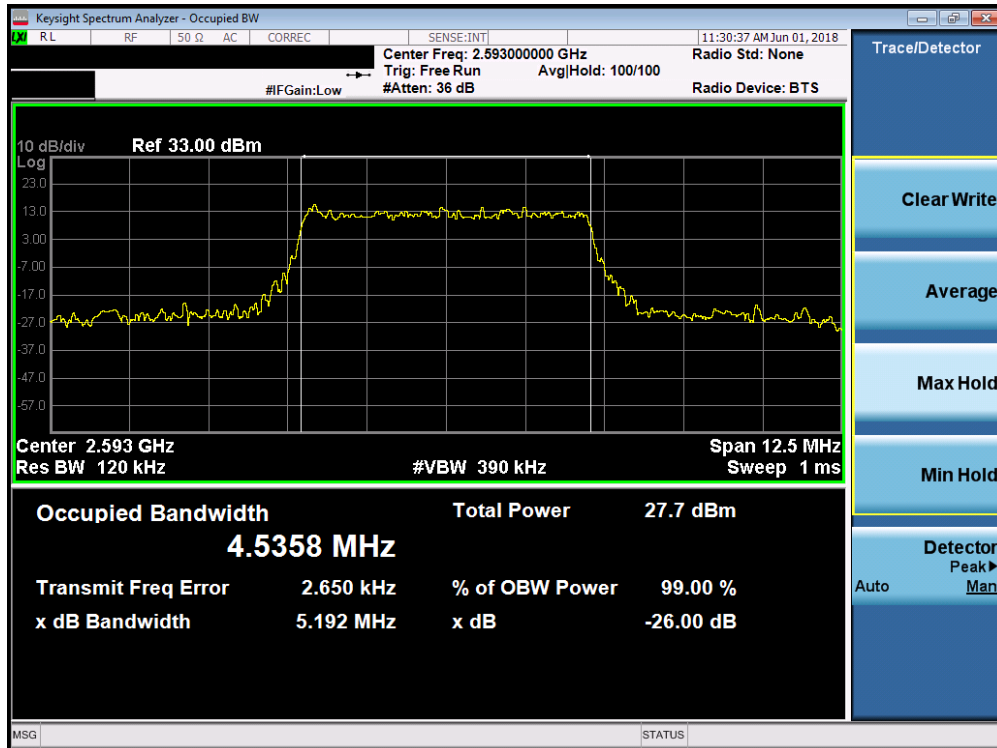 Keysight Spectrum Analyzer - Occupied BW
LXI RL RF 50 Ω AC CORREC SENSE:INT 11:30:37 AM Jun 01, 2018
Center Freq: 2.593000000 GHz Radio Std: None
Trig: Free Run Avg|Hold: 100/100
#IFGain:Low #Atten: 36 dB Radio Device: BTS
10 dB/div Ref 33.00 dBm
Log
23.0
13.0
3.00
-7.00
-17.0
-27.0
-37.0
-47.0
-57.0
Center 2.593 GHz Span 12.5 MHz
Res BW 120 kHz #VBW 390 kHz Sweep 1 ms
Occupied Bandwidth Total Power 27.7 dBm
4.5358 MHz
Transmit Freq Error 2.650 kHz % of OBW Power 99.00 %
x dB Bandwidth 5.192 MHz x dB -26.00 dB
MSG STATUS
Trace/Detector
Clear Write
Average
Max Hold
Min Hold
Detector
Peak▶
Auto Man